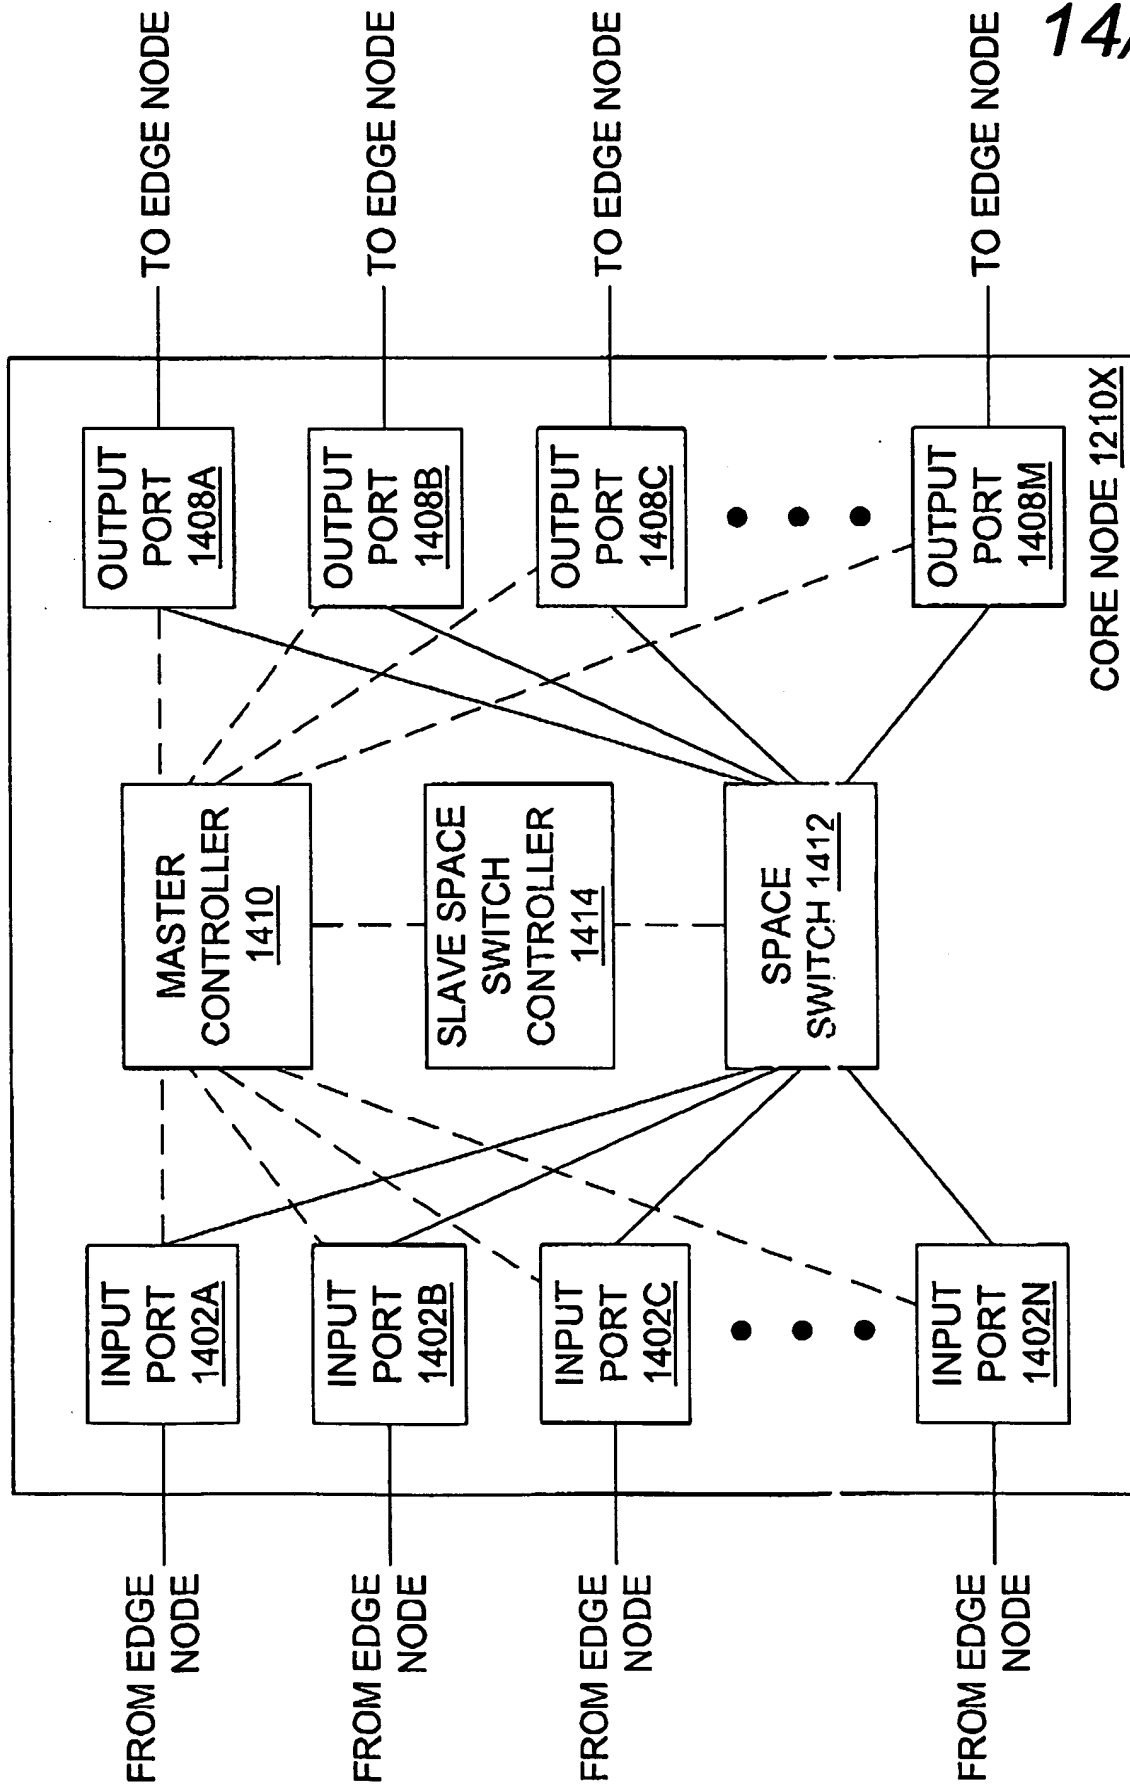 14/
FROM EDGE
NODE
INPUT
PORT
1402A
MASTER
CONTROLLER
1410
OUTPUT
PORT
1408A
TO EDGE NODE
FROM EDGE
NODE
INPUT
PORT
1402B
SLAVE SPACE
SWITCH
CONTROLLER
1414
OUTPUT
PORT
1408B
TO EDGE NODE
FROM EDGE
NODE
INPUT
PORT
1402C
SPACE
SWITCH 1412
OUTPUT
PORT
1408C
TO EDGE NODE
FROM EDGE
NODE
INPUT
PORT
1402N
OUTPUT
PORT
1408M
TO EDGE NODE
CORE NODE 1210X